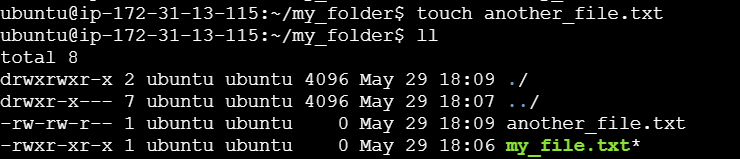 ubuntu@ip-172-31-13-115:~/my_folder$ touch another_file.txt
ubuntu@ip-172-31-13-115:~/my_folder$ ll
total 8
drwxrwxr-x 2 ubuntu ubuntu 4096 May 29 18:09 ./
drwxr-x--- 7 ubuntu ubuntu 4096 May 29 18:07 ../
-rw-rw-r-- 1 ubuntu ubuntu    0 May 29 18:09 another_file.txt
-rwxr-xr-x 1 ubuntu ubuntu    0 May 29 18:06 my_file.txt*